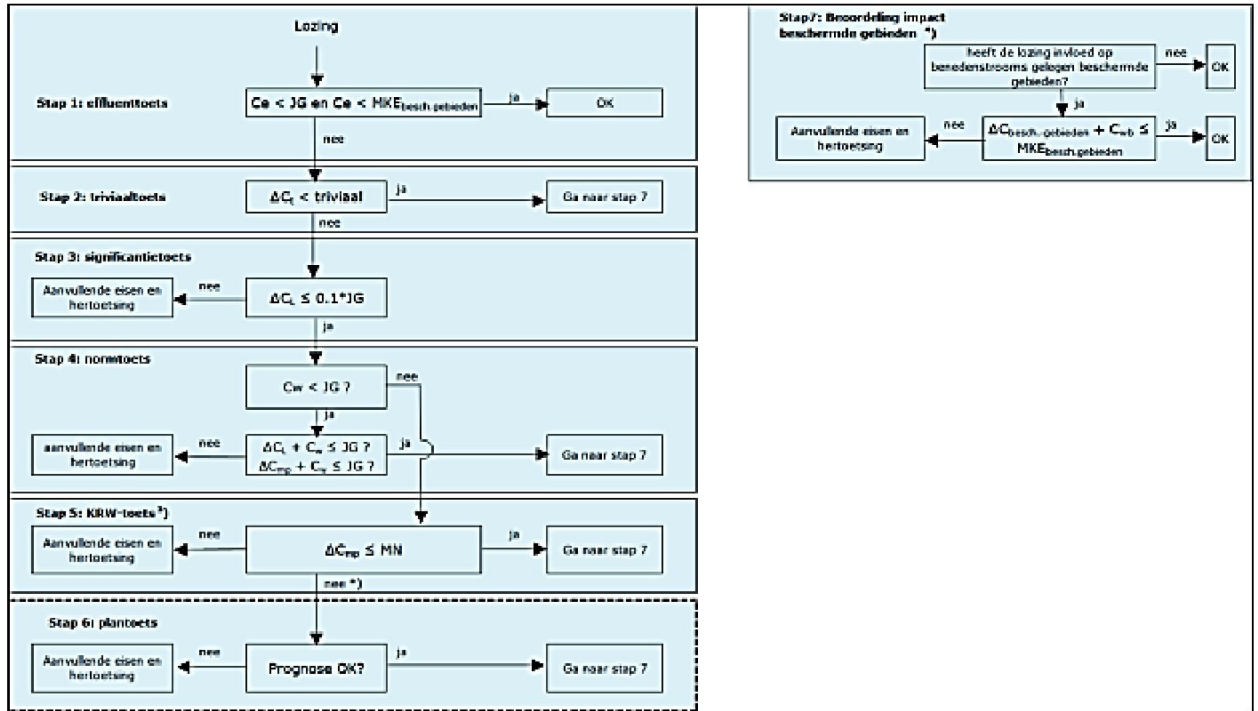 Lozing
Stap 1: effluenttoets
Ce < JG en Ce < MKEbesch.gebieden
ja
OK
nee
Stap 2: triviaaltoets
ΔCL < triviaal
ja
Ga naar stap 7
nee
Stap 3: significantietoets
Aanvullende eisen en
hertoetsing
nee
ΔCL ≤ 0.1*JG
ja
Stap 4: normtoets
Cw < JG ?
nee
ja
aanvullende eisen en
hertoetsing
nee
ΔCL + Cw ≤ JG ?
ΔCmp + Cw ≤ JG ?
ja
Ga naar stap 7
Stap 5: KRW-toets³)
Aanvullende eisen en
hertoetsing
nee
ΔCmp ≤ MN
ja
Ga naar stap 7
nee *)
Stap 6: plantoets
Aanvullende eisen en
hertoetsing
nee
Prognose OK?
ja
Ga naar stap 7
Stap7: Beoordeling impact
beschermde gebieden *)
heeft de lozing invloed op
benedenstrooms gelegen beschermde
gebieden?
nee
OK
ja
Aanvullende eisen en
hertoetsing
nee
ΔCbesch.-gebieden + Cwb ≤
MKEbesch.gebieden
ja
OK